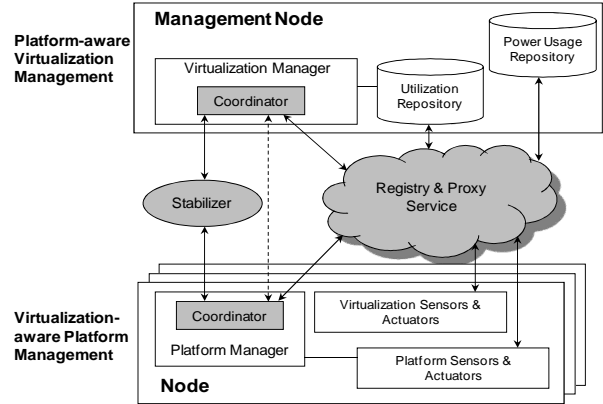 Management Node
Platform-aware
Virtualization
Management
Power Usage
Repository
Virtualization Manager
Coordinator
Utilization
Repository
Registry & Proxy
Service
Stabilizer
Virtualization-
aware Platform
Management
Coordinator
Platform Manager
Virtualization Sensors &
Actuators
Platform Sensors &
Actuators
Node